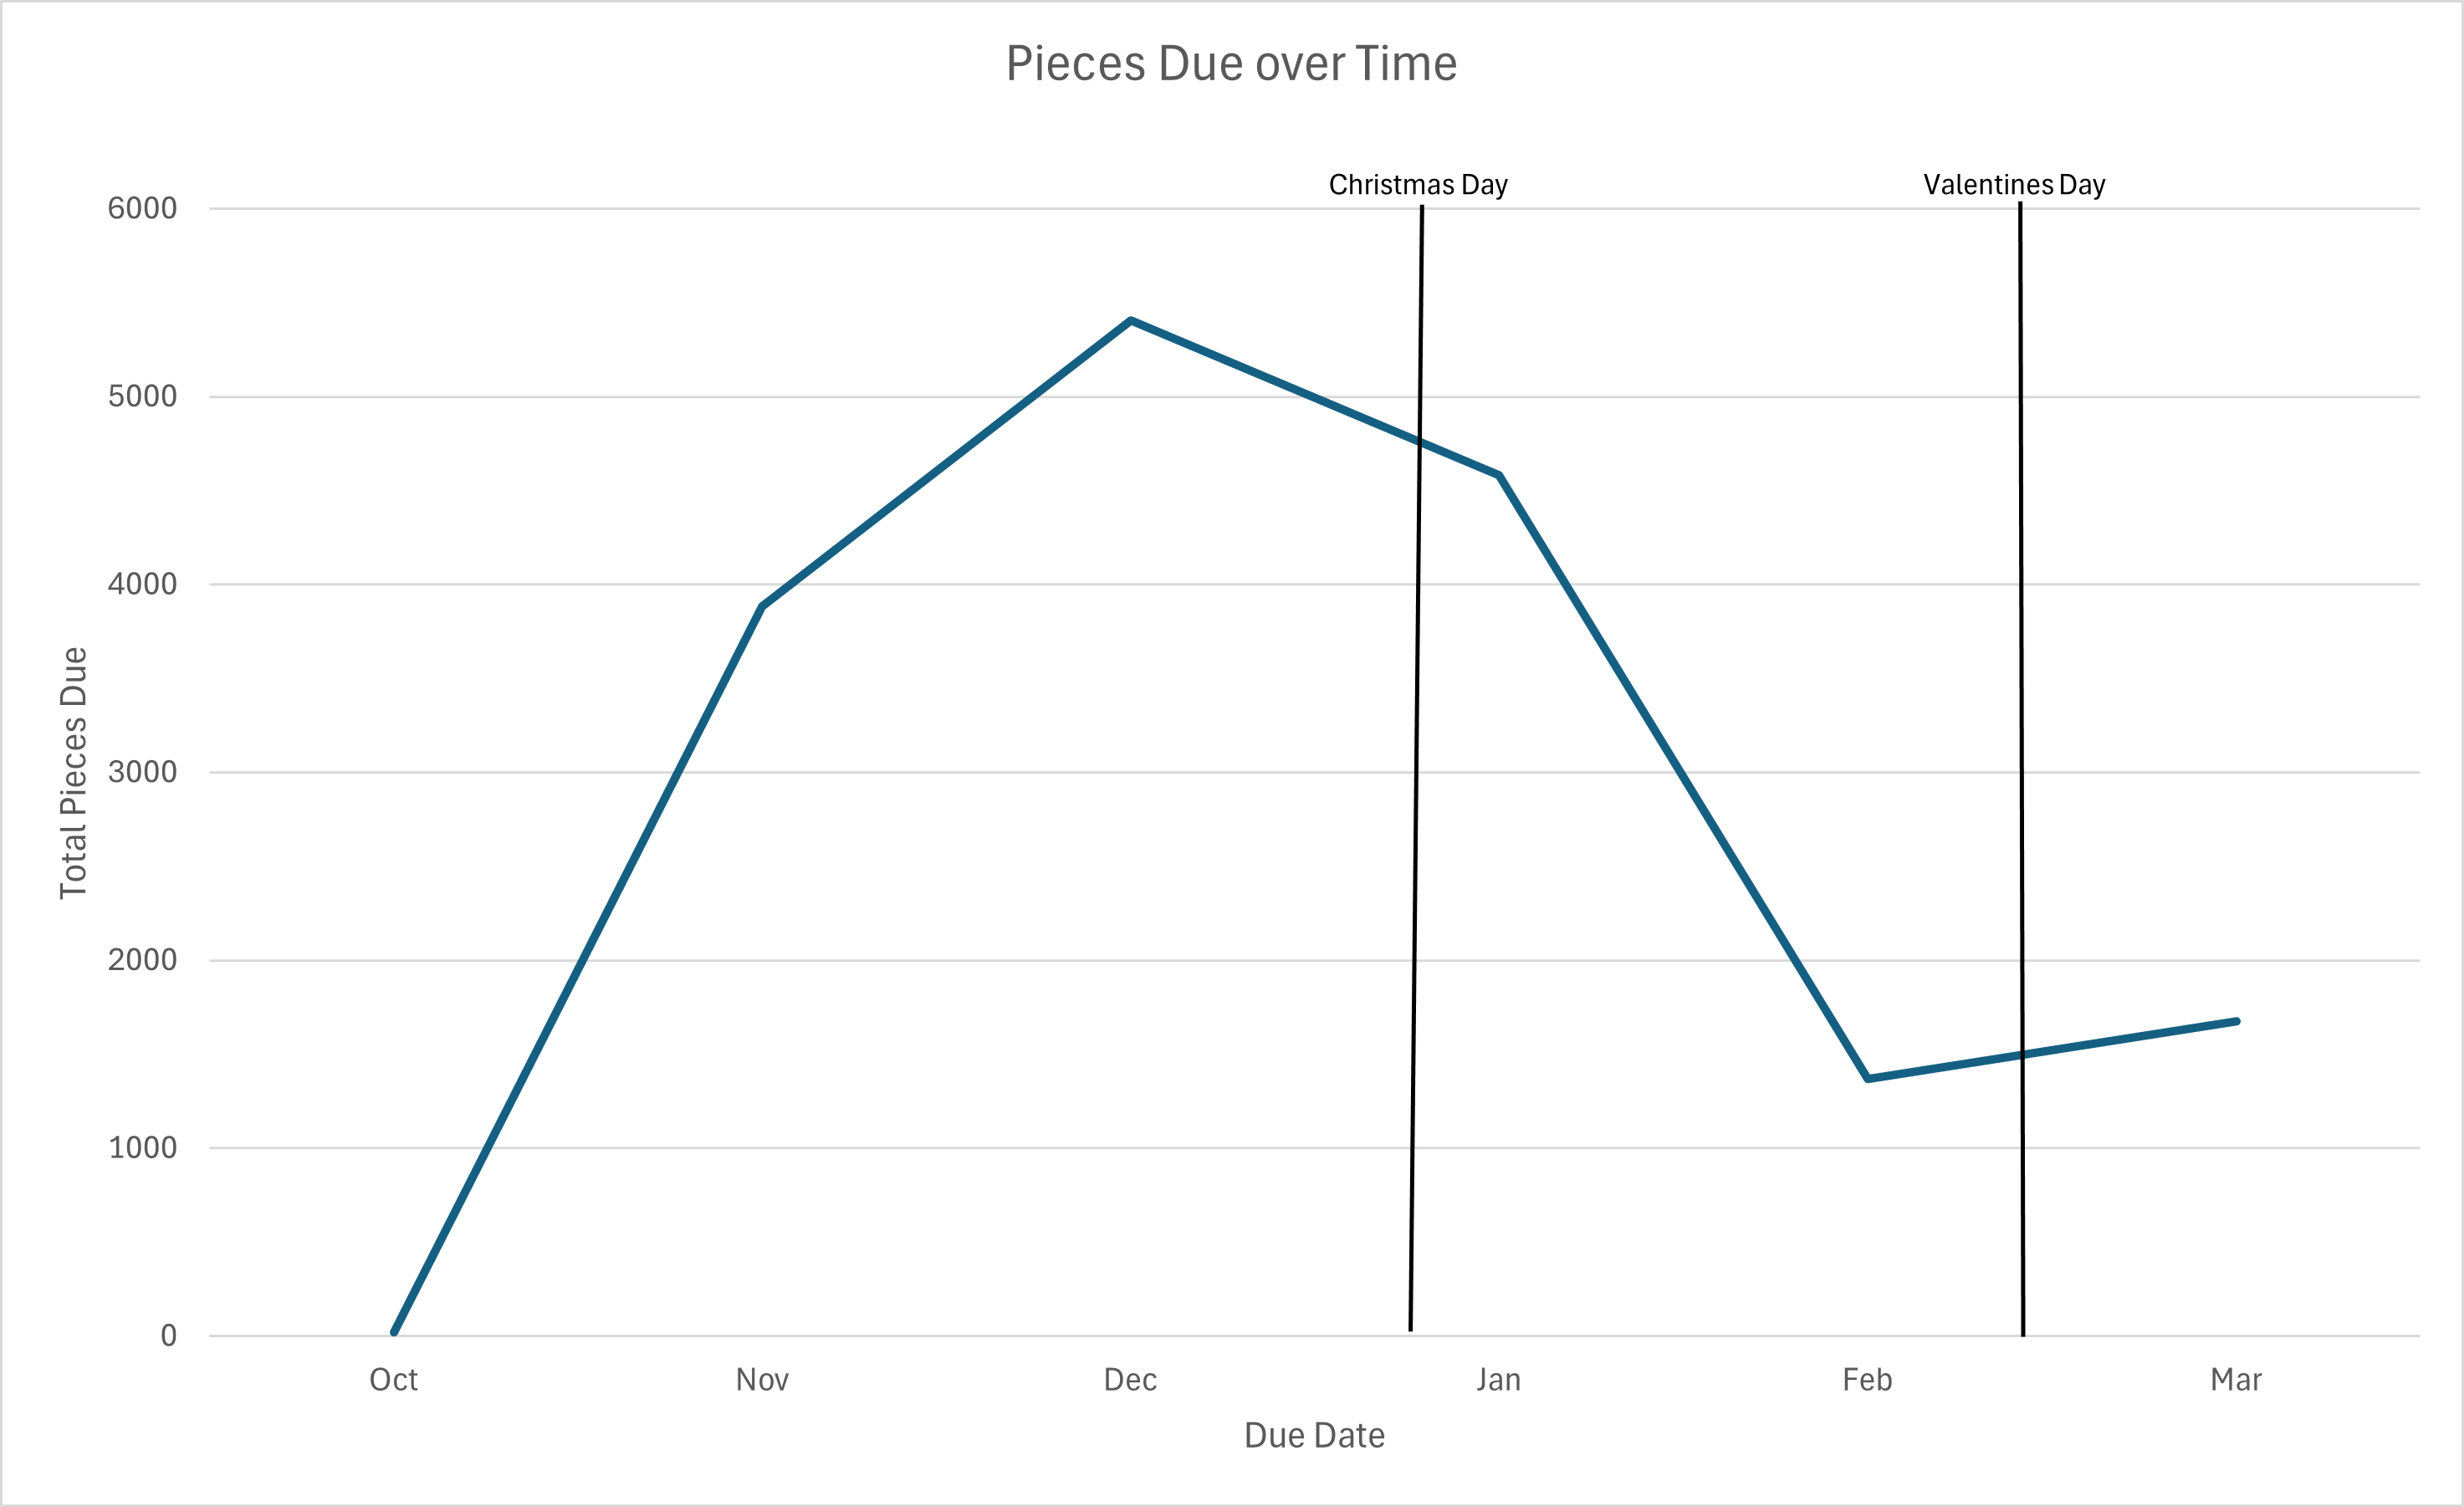 Pieces Due over Time
Christmas Day
Valentines Day
6000
5000
4000
3000
2000
1000
0
Total Pieces Due
Oct
Nov
Dec
Jan
Feb
Mar
Due Date